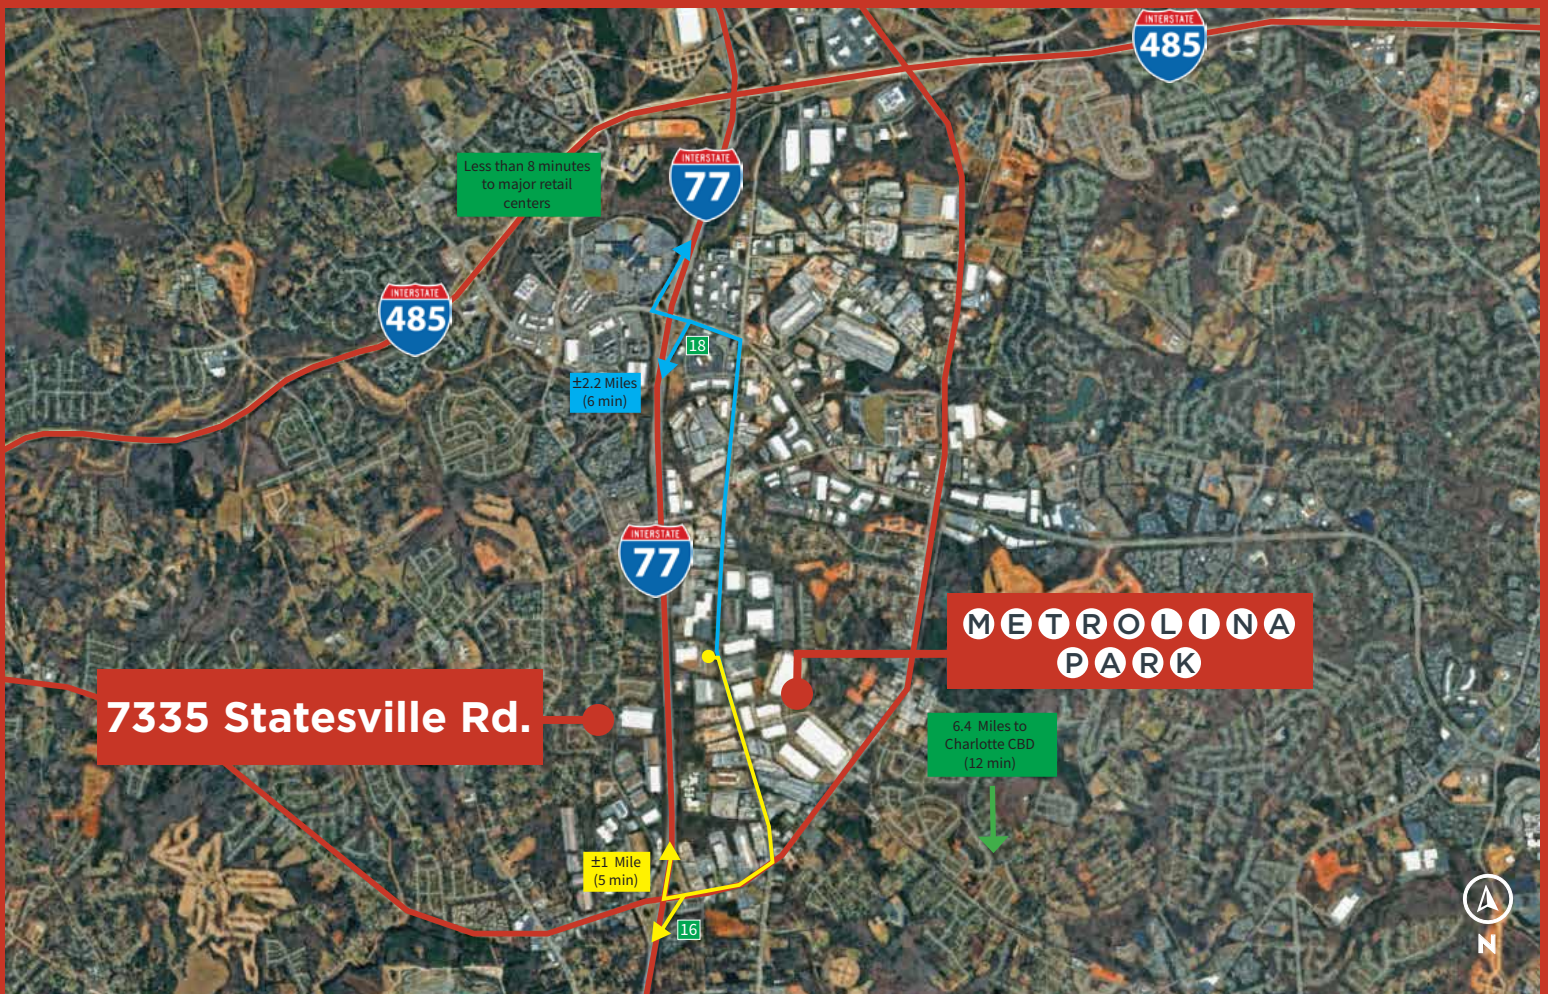 INTERSTATE
485
Less than 8 minutes
to major retail
centers
INTERSTATE
77
INTERSTATE
485
18
±2.2 Miles
(6 min)
INTERSTATE
77
METROLINA
PARK
7335 Statesville Rd.
6.4 Miles to
Charlotte CBD
(12 min)
±1 Mile
(5 min)
16
N